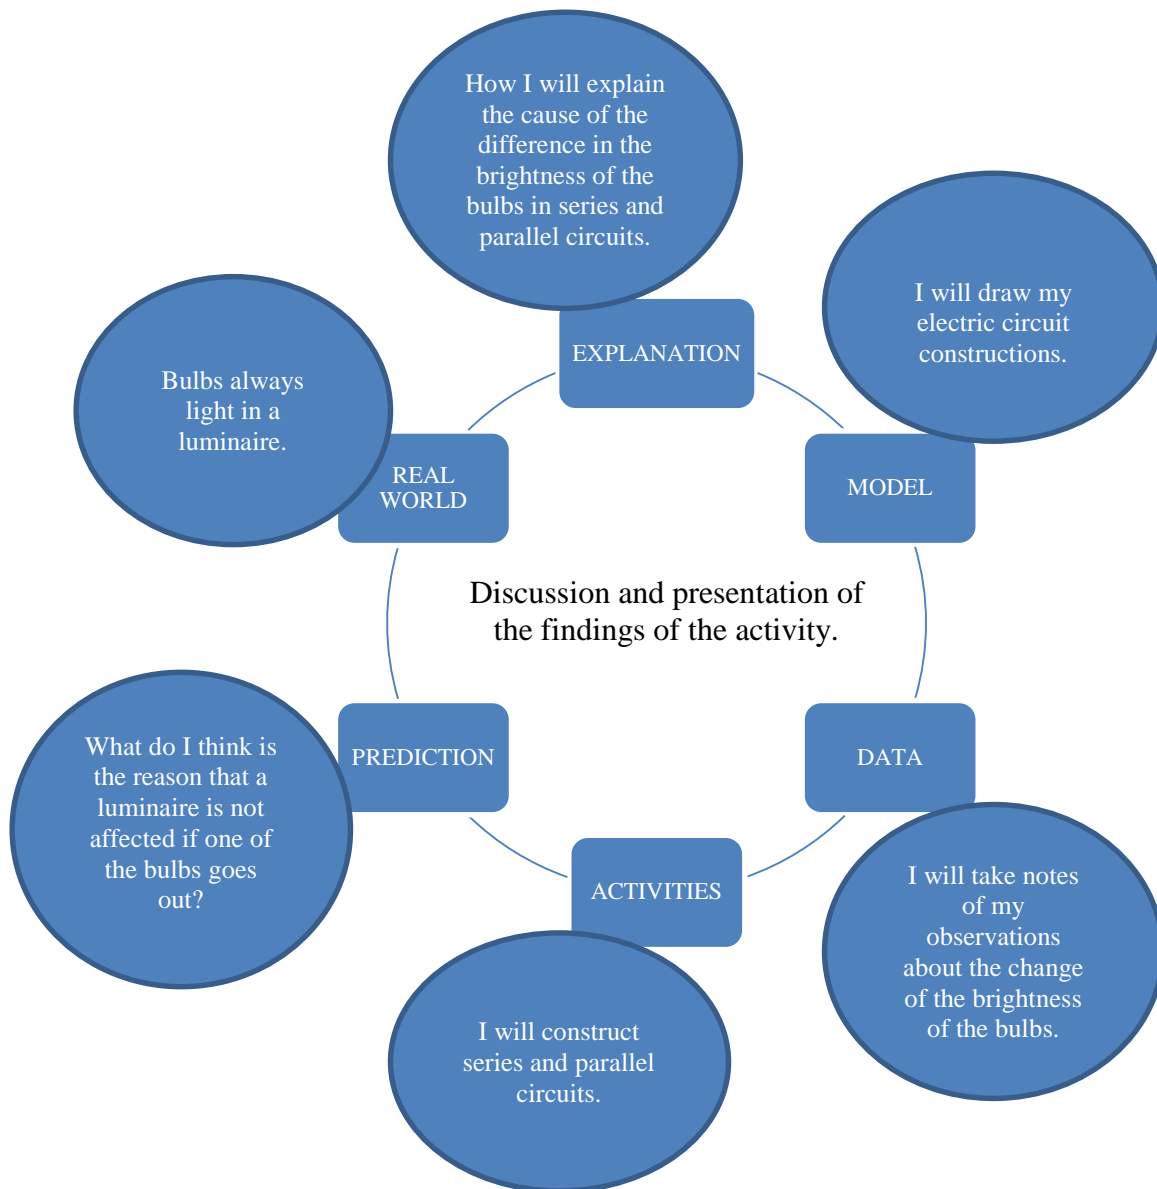 How I will explain
the cause of the
difference in the
brightness of the
bulbs in series and
parallel circuits.
EXPLANATION
I will draw my
electric circuit
constructions.
MODEL
Bulbs always
light in a
luminaire.
REAL
WORLD
Discussion and presentation of
the findings of the activity.
What do I think is
the reason that a
luminaire is not
affected if one of
the bulbs goes
out?
PREDICTION
DATA
I will take notes
of my
observations
about the change
of the brightness
of the bulbs.
ACTIVITIES
I will construct
series and parallel
circuits.